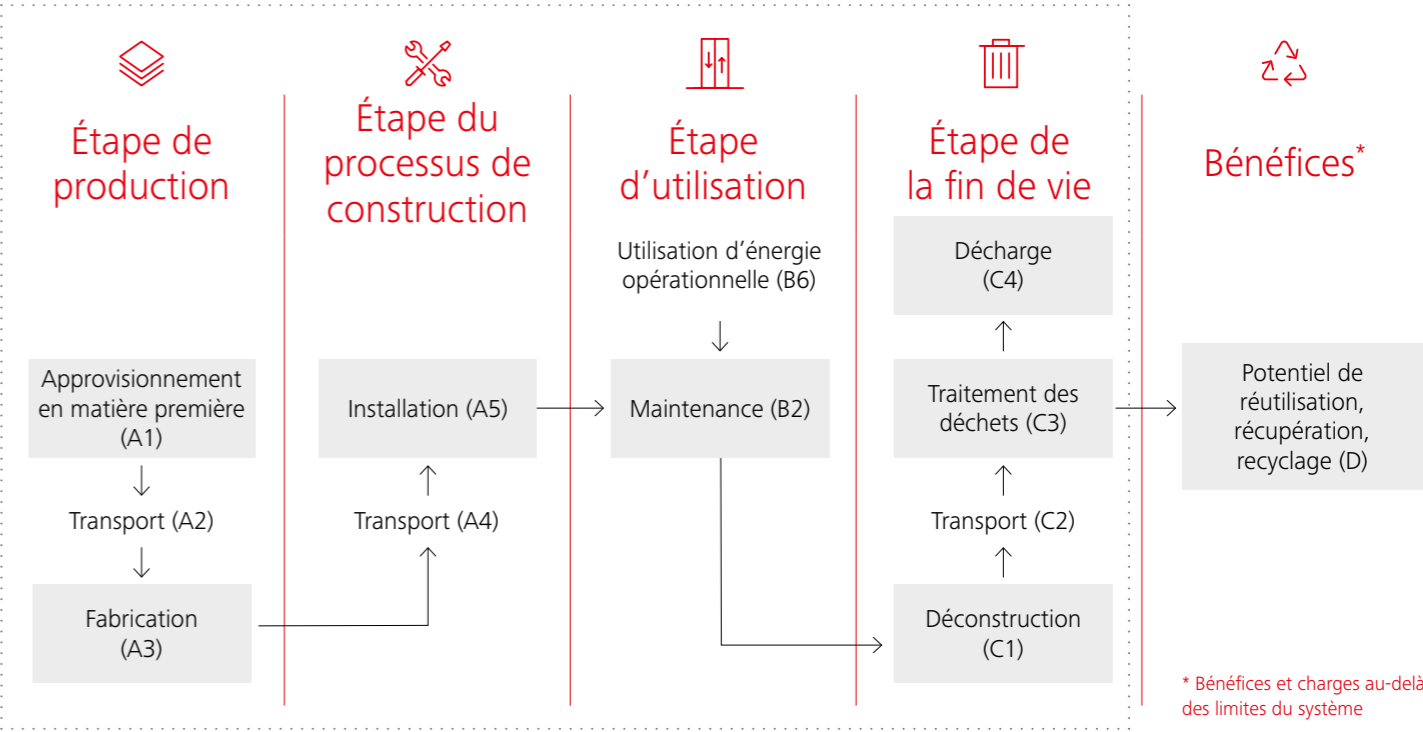 Étape de
production
Approvisionnement
en matière première
(A1)
Transport (A2)
Fabrication
(A3)
Étape du
processus de
construction
Installation (A5)
Transport (A4)
Étape
d’utilisation
Utilisation d’énergie
opérationnelle (B6)
Maintenance (B2)
Étape de
la fin de vie
Décharge
(C4)
Traitement des
déchets (C3)
Transport (C2)
Déconstruction
(C1)
Bénéfices*
Potentiel de
réutilisation,
récupération,
recyclage (D)
* Bénéfices et charges au-delà
des limites du système